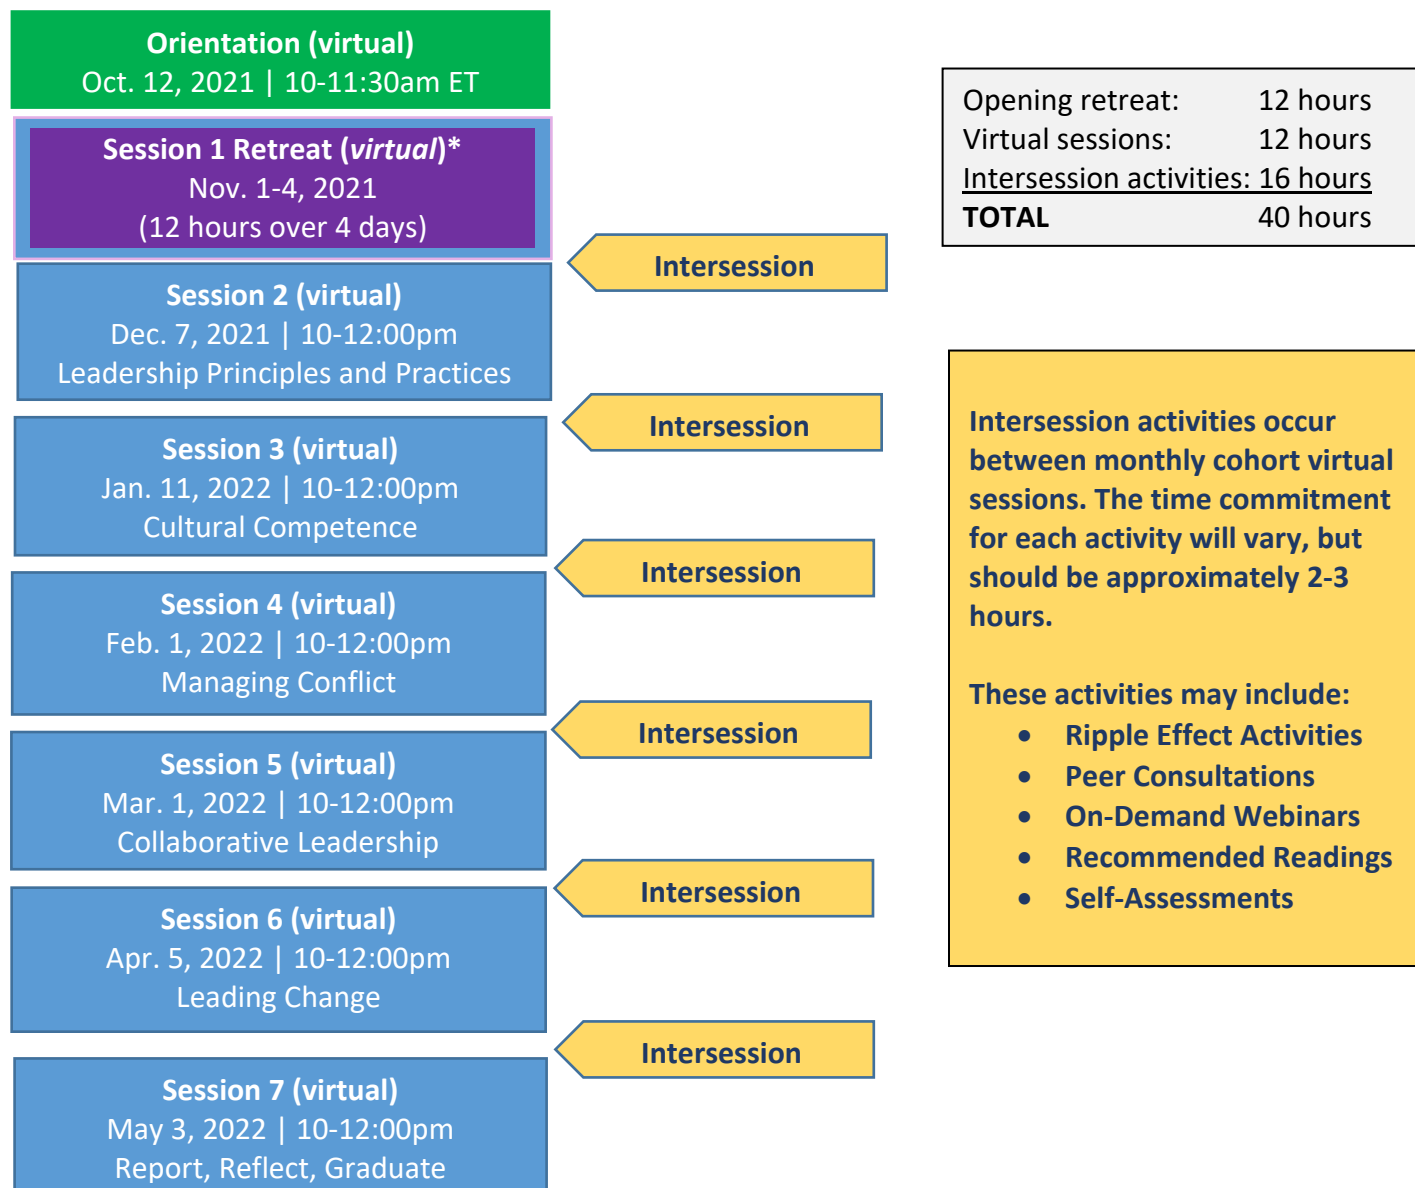 Orientation (virtual)
Oct. 12, 2021 | 10-11:30am ET
Session 1 Retreat (virtual)*
Nov. 1-4, 2021
(12 hours over 4 days)
Intersession
Session 2 (virtual)
Dec. 7, 2021 | 10-12:00pm
Leadership Principles and Practices
Intersession
Session 3 (virtual)
Jan. 11, 2022 | 10-12:00pm
Cultural Competence
Intersession
Session 4 (virtual)
Feb. 1, 2022 | 10-12:00pm
Managing Conflict
Intersession
Session 5 (virtual)
Mar. 1, 2022 | 10-12:00pm
Collaborative Leadership
Intersession
Session 6 (virtual)
Apr. 5, 2022 | 10-12:00pm
Leading Change
Intersession
Session 7 (virtual)
May 3, 2022 | 10-12:00pm
Report, Reflect, Graduate
Opening retreat: 12 hours
Virtual sessions: 12 hours
Intersession activities: 16 hours
TOTAL 40 hours
Intersession activities occur
between monthly cohort virtual
sessions. The time commitment
for each activity will vary, but
should be approximately 2-3
hours.
These activities may include:
• Ripple Effect Activities
• Peer Consultations
• On-Demand Webinars
• Recommended Readings
• Self-Assessments